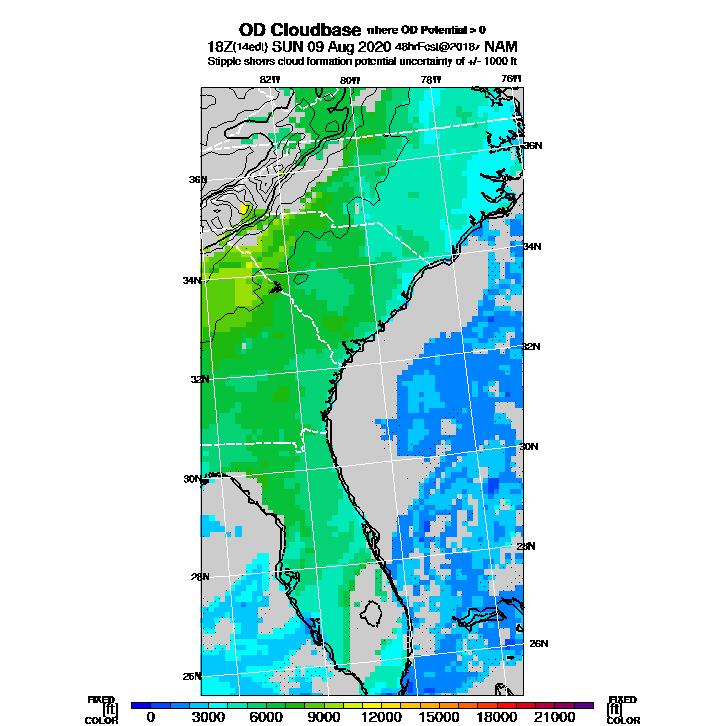 OD Cloudbase where OD Potential > 0
18Z(14edt) SUN 09 Aug 2020 48hrFcst@2018z NAM
Stipple shows cloud formation potential uncertainty of +/- 1000 ft
82W 80W 78W 76W
36N
36N
34N
34N
32N
32N
30N
30N
28N
28N
26N
26N
FIXED FIXED
[ft] [ft]
COLOR 0 3000 6000 9000 12000 15000 18000 21000 COLOR